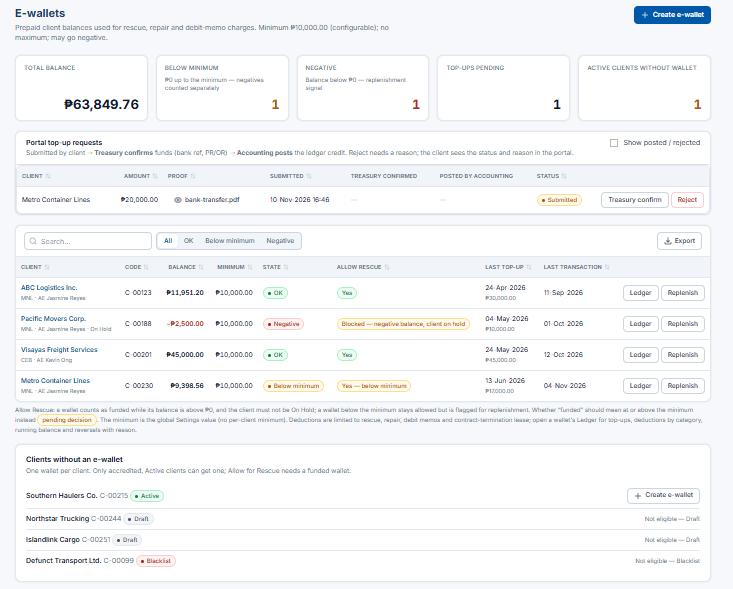 E-wallets
Prepaid client balances used for rescue, repair and debit-memo charges. Minimum ₱10,000.00 (configurable); no
maximum; may go negative.
+ Create e-wallet
TOTAL BALANCE
₱63,849.76
BELOW MINIMUM
₱0 up to the minimum — negatives
counted separately
1
NEGATIVE
Balance below ₱0 — replenishment
signal
1
TOP-UPS PENDING
1
ACTIVE CLIENTS WITHOUT WALLET
1
Portal top-up requests
Submitted by client → Treasury confirms funds (bank ref, PR/OR) → Accounting posts the ledger credit. Reject needs a reason; the client sees the status and reason in the portal.
Show posted / rejected
CLIENT AMOUNT PROOF SUBMITTED TREASURY CONFIRMED POSTED BY ACCOUNTING STATUS
Metro Container Lines ₱20,000.00 bank-transfer.pdf 10-Nov-2026 16:46 — — Submitted Treasury confirm Reject
Search... All OK Below minimum Negative Export
CLIENT CODE BALANCE MINIMUM STATE ALLOW RESCUE LAST TOP-UP LAST TRANSACTION
ABC Logistics Inc. C-00123 ₱11,951.20 ₱10,000.00 OK Yes 24-Apr-2026 11-Sep-2026 Ledger Replenish
MNL · AE Jasmine Reyes ₱30,000.00
Pacific Movers Corp. C-00188 -₱2,500.00 ₱10,000.00 Negative Blocked — negative balance, client on hold 04-May-2026 01-Oct-2026 Ledger Replenish
MNL · AE Jasmine Reyes · On Hold ₱10,000.00
Visayas Freight Services C-00201 ₱45,000.00 ₱10,000.00 OK Yes 24-May-2026 12-Oct-2026 Ledger Replenish
CEB · AE Kevin Ong ₱45,000.00
Metro Container Lines C-00230 ₱9,398.56 ₱10,000.00 Below minimum Yes — below minimum 13-Jun-2026 04-Nov-2026 Ledger Replenish
MNL · AE Jasmine Reyes ₱17,000.00
Allow Rescue: a wallet counts as funded while its balance is above ₱0, and the client must not be On Hold; a wallet below the minimum stays allowed but is flagged for replenishment. Whether "funded" should mean at or above the minimum
instead pending decision . The minimum is the global Settings value (no per-client minimum). Deductions are limited to rescue, repair, debit memos and contract-termination lease; open a wallet's Ledger for top-ups, deductions by category,
running balance and reversals with reason.
Clients without an e-wallet
One wallet per client. Only accredited, Active clients can get one; Allow for Rescue needs a funded wallet.
Southern Haulers Co. C-00215 Active + Create e-wallet
Northstar Trucking C-00244 Draft Not eligible — Draft
Islandlink Cargo C-00251 Draft Not eligible — Draft
Defunct Transport Ltd. C-00099 Blacklist Not eligible — Blacklist